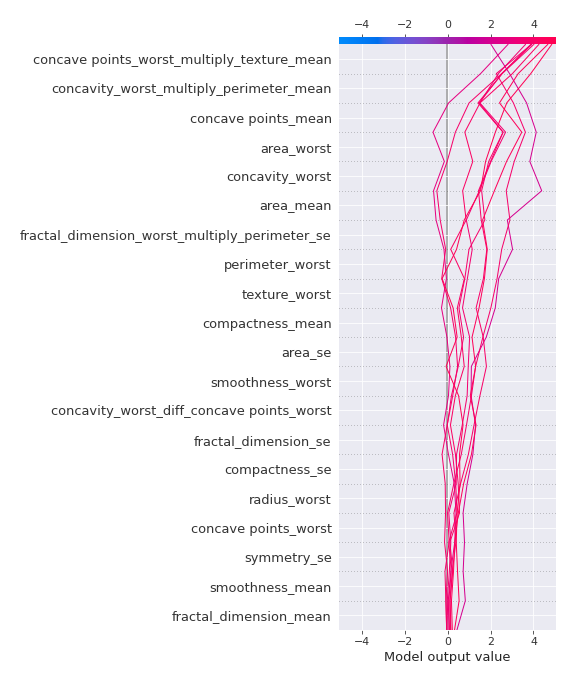 −4 −2 0 2 4
concave points_worst_multiply_texture_mean
concavity_worst_multiply_perimeter_mean
concave points_mean
area_worst
concavity_worst
area_mean
fractal_dimension_worst_multiply_perimeter_se
perimeter_worst
texture_worst
compactness_mean
area_se
smoothness_worst
concavity_worst_diff_concave points_worst
fractal_dimension_se
compactness_se
radius_worst
concave points_worst
symmetry_se
smoothness_mean
fractal_dimension_mean
−4 −2 0 2 4
Model output value